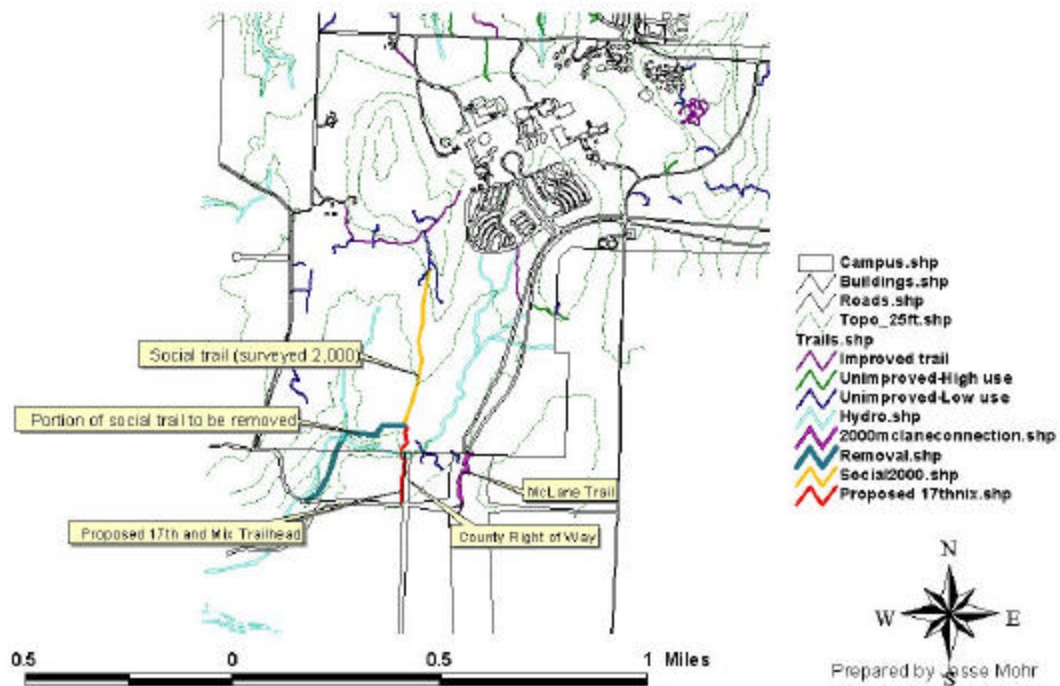 Campus.shp
Buildings.shp
Roads.shp
Topo_25ft.shp
Trails.shp
Improved trail
Unimproved-High use
Unimproved-Low use
Hydro.shp
2000mclaneconnection.shp
Removal.shp
Social2000.shp
Proposed 17thnix.shp
Social trail (surveyed 2,000)
Portion of social trail to be removed
McLane Trail
Proposed 17th and Mix Trailhead
County Right of Way
N
W E
S
0.5 0 0.5 1 Miles
Prepared by Jesse Mohr